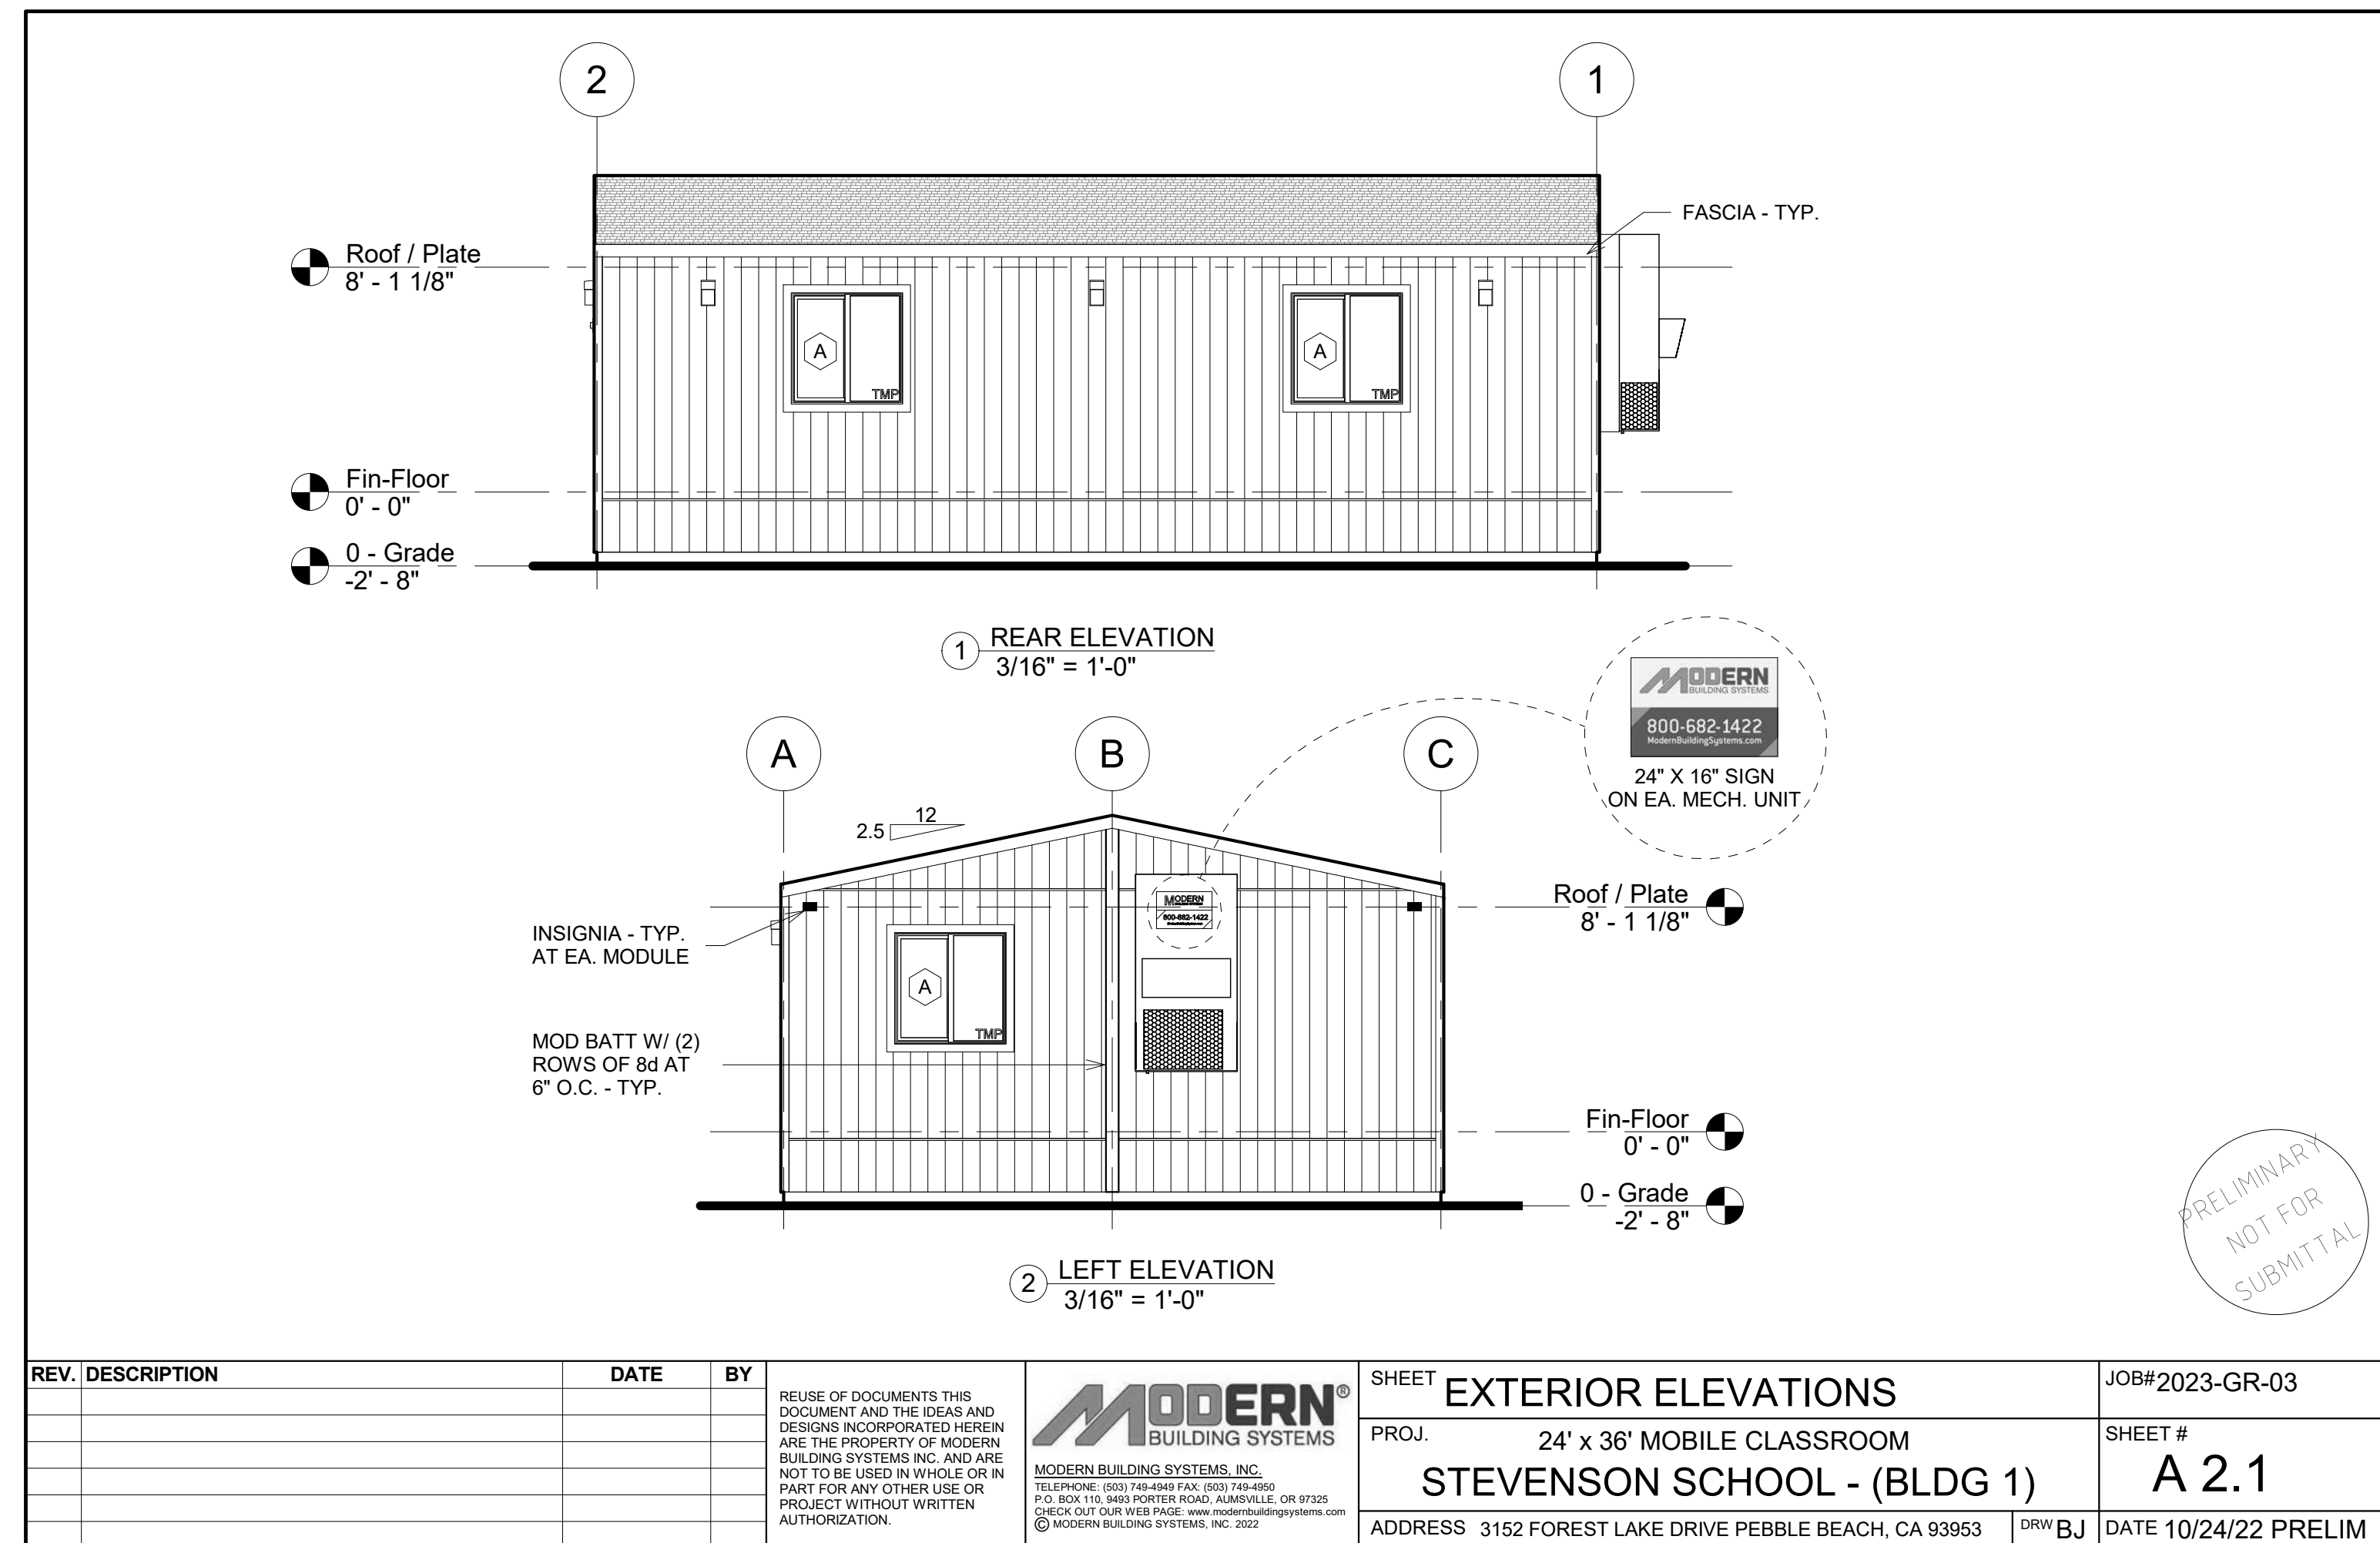 2
1
FASCIA - TYP.
Roof / Plate
8' - 1 1/8"
A
TMP
A
TMP
Fin-Floor
0' - 0"
0 - Grade
-2' - 8"
1
REAR ELEVATION
3/16" = 1'-0"
MODERN
BUILDING SYSTEMS
800-682-1422
ModernBuildingSystems.com
24" X 16" SIGN
ON EA. MECH. UNIT
A
B
C
12
2.5
MODERN
800-682-1422
Roof / Plate
8' - 1 1/8"
INSIGNIA - TYP.
AT EA. MODULE
A
TMP
MOD BATT W/ (2)
ROWS OF 8d AT
6" O.C. - TYP.
Fin-Floor
0' - 0"
0 - Grade
-2' - 8"
2
LEFT ELEVATION
3/16" = 1'-0"
PRELIMINARY
NOT FOR
SUBMITTAL
REV. DESCRIPTION DATE BY
REUSE OF DOCUMENTS THIS
DOCUMENT AND THE IDEAS AND
DESIGNS INCORPORATED HEREIN
ARE THE PROPERTY OF MODERN
BUILDING SYSTEMS INC. AND ARE
NOT TO BE USED IN WHOLE OR IN
PART FOR ANY OTHER USE OR
PROJECT WITHOUT WRITTEN
AUTHORIZATION.
MODERN®
BUILDING SYSTEMS
MODERN BUILDING SYSTEMS, INC.
TELEPHONE: (503) 749-4949 FAX: (503) 749-4950
P.O. BOX 110, 9493 PORTER ROAD, AUMSVILLE, OR 97325
CHECK OUT OUR WEB PAGE: www.modernbuildingsystems.com
© MODERN BUILDING SYSTEMS, INC. 2022
SHEET EXTERIOR ELEVATIONS
PROJ. 24' x 36' MOBILE CLASSROOM
STEVENSON SCHOOL - (BLDG 1)
ADDRESS 3152 FOREST LAKE DRIVE PEBBLE BEACH, CA 93953
DRW BJ
JOB# 2023-GR-03
SHEET #
A 2.1
DATE 10/24/22 PRELIM